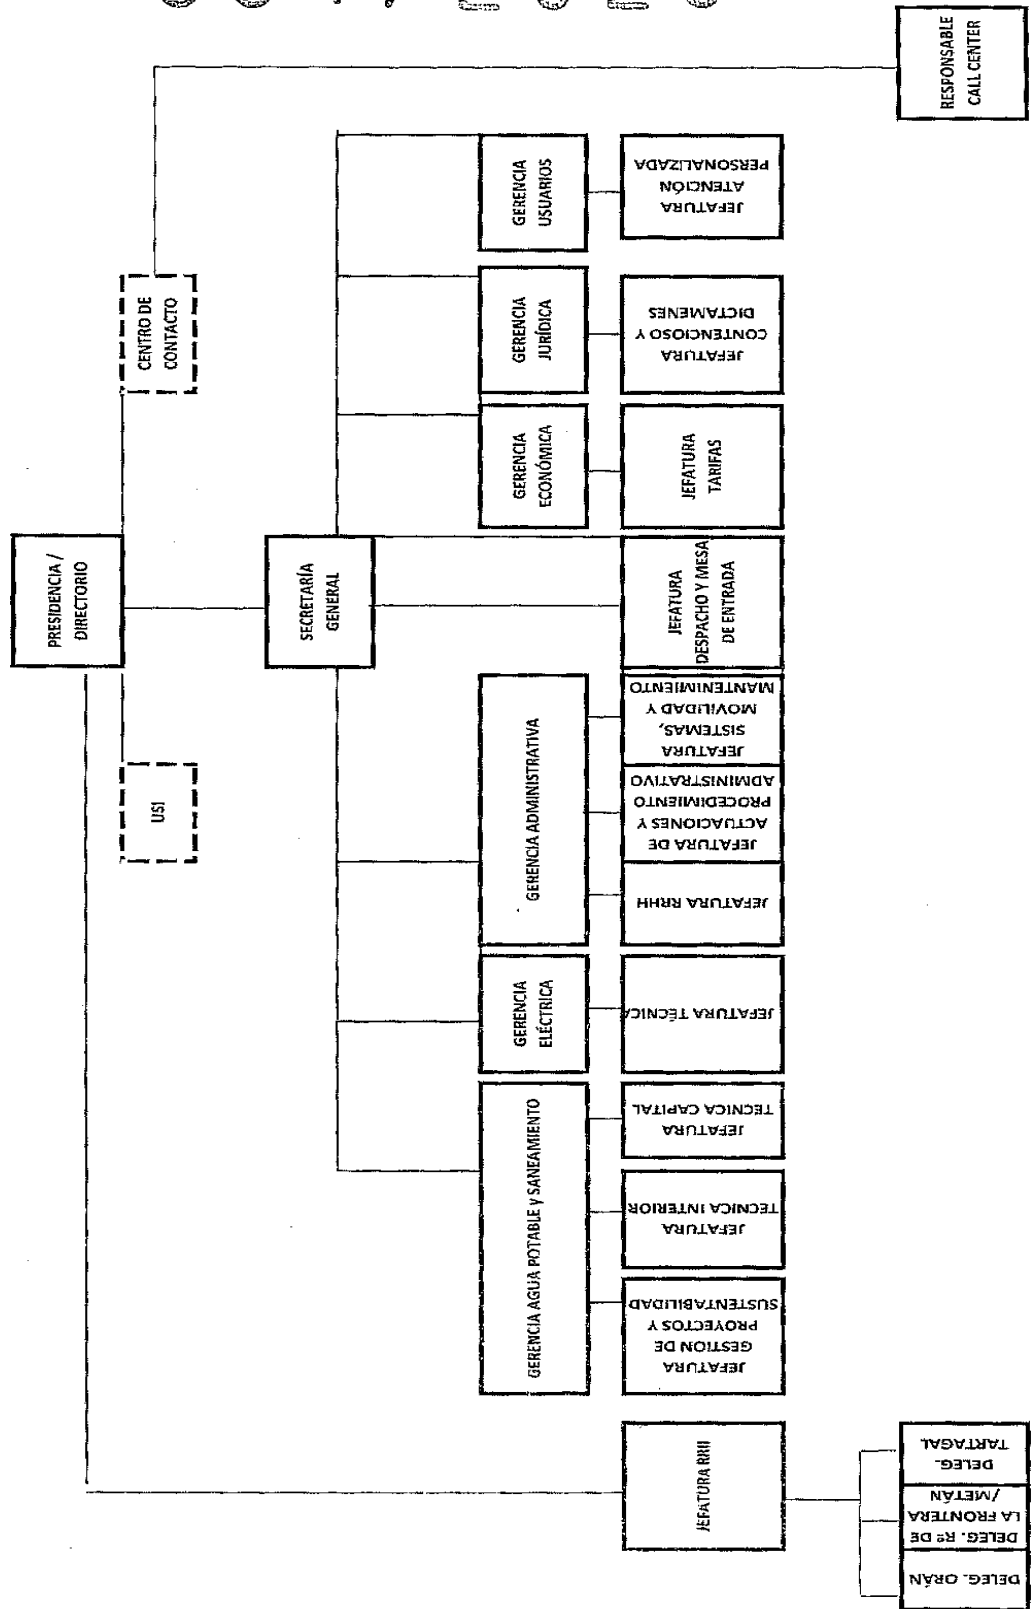 PRESIDENCIA /
DIRECTORIO
USI
CENTRO DE
CONTACTO
SECRETARÍA
GENERAL
GERENCIA AGUA POTABLE y SANEAMIENTO
GERENCIA
ELÉCTRICA
GERENCIA ADMINISTRATIVA
GERENCIA
ECONÓMICA
GERENCIA
JURÍDICA
GERENCIA
USUARIOS
JEFATURA RRII
JEFATURA
GESTION DE
PROYECTOS Y
SUSTENTABILIDAD
JEFATURA
TECNICA INTERIOR
JEFATURA
TECNICA CAPITAL
JEFATURA TÉCNICA
JEFATURA RRHH
JEFATURA DE
ACTUACIONES Y
PROCEDIMIENTO
ADMINISTRATIVO
JEFATURA
SISTEMAS,
MOVILIDAD Y
MANTENIMIENTO
JEFATURA
DESPACHO Y MESA
DE ENTRADA
JEFATURA
TARIFAS
JEFATURA
CONTENCIOSO Y
DICTAMENES
JEFATURA
ATENCIÓN
PERSONALIZADA
DELEG. ORÁN
DELEG. Rº DE
LA FRONTERA
/METÁN
DELEG.
TARTAGAL
RESPONSABLE
CALL CENTER